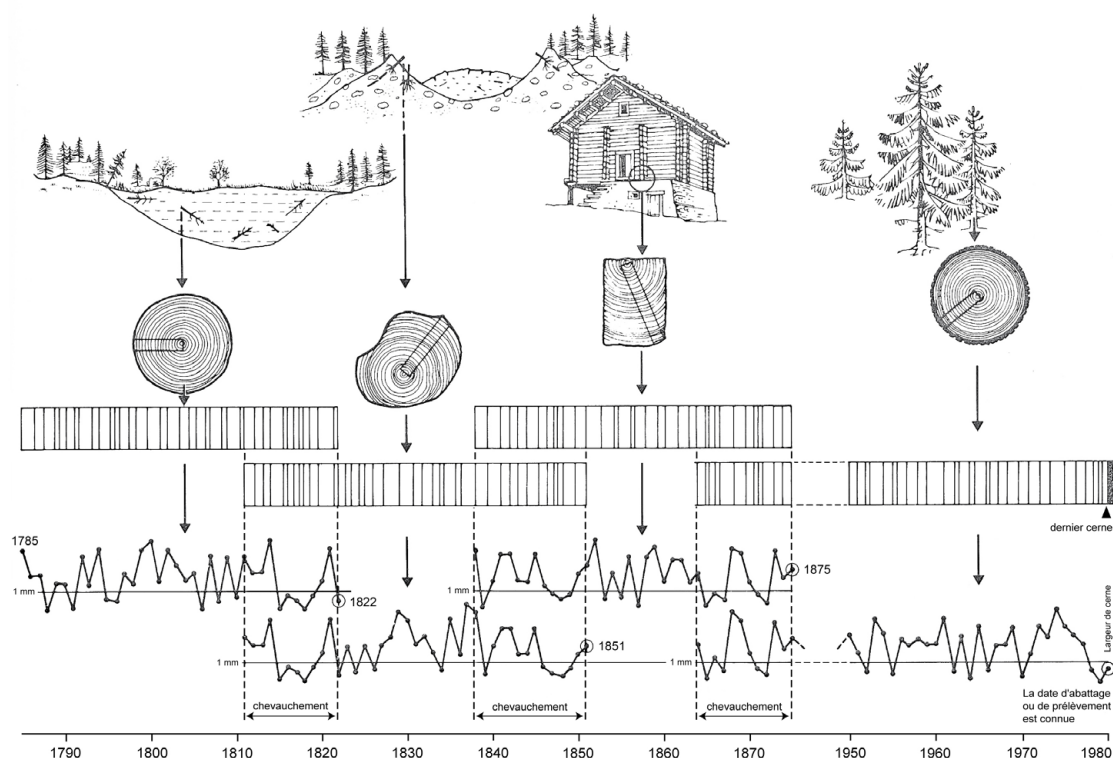 dernier cerne
1785
1 mm
1822
1 mm
1851
1 mm
1875
1 mm
Largeur de cerne
chevauchement
chevauchement
chevauchement
La date d'abattage
ou de prélèvement
est connue
1790 1800 1810 1820 1830 1840 1850 1860 1870 1950 1960 1970 1980